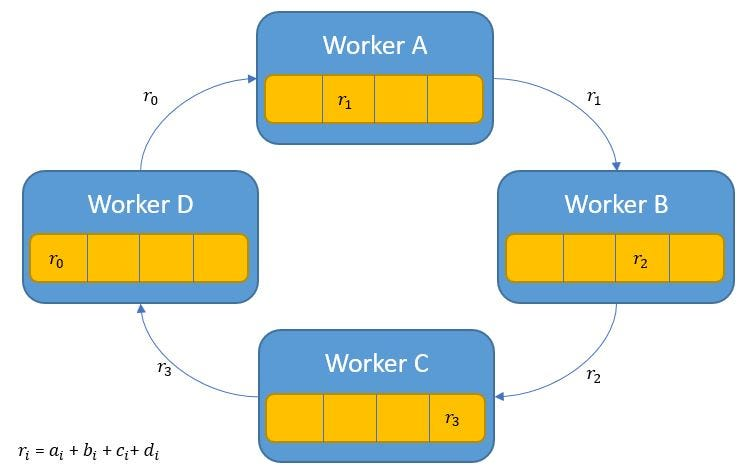 Worker A
r₁
r₀
r₁
Worker D
r₀
Worker B
r₂
r₃
r₂
Worker C
r₃
rᵢ = aᵢ + bᵢ + cᵢ+ dᵢ